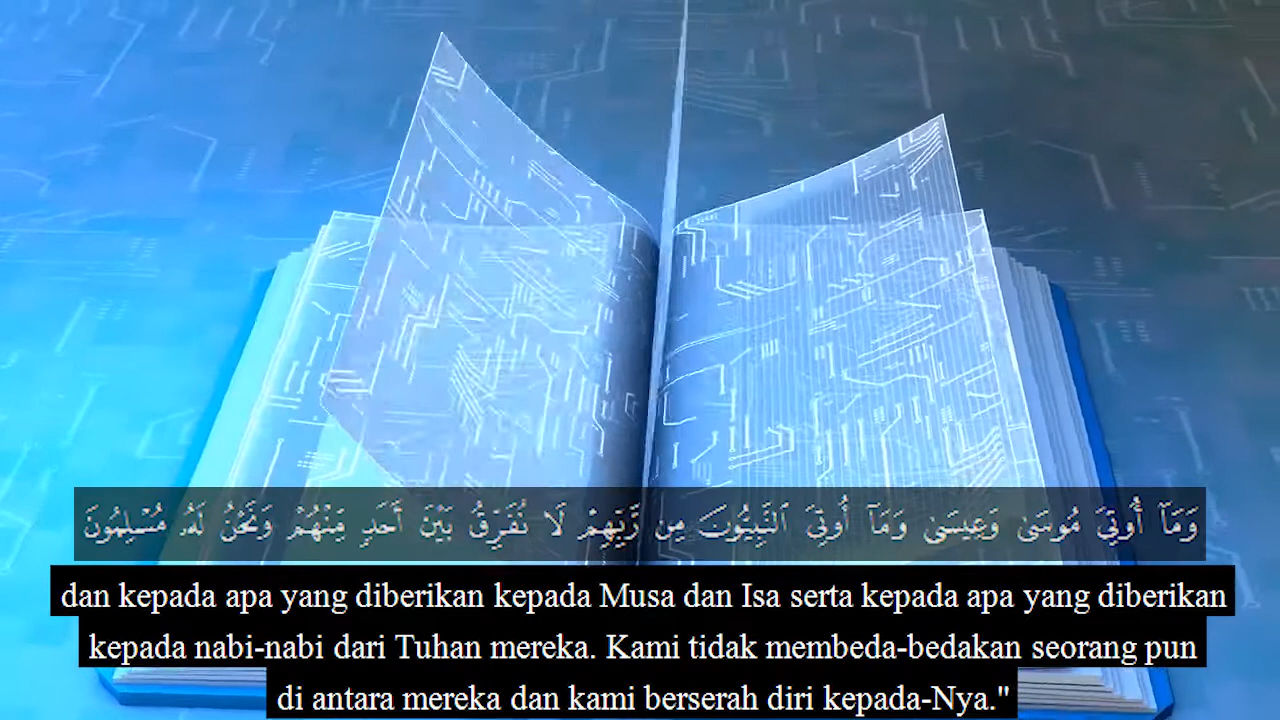 وَمَآ أُوتِىَ مُوسَىٰ وَعِيسَىٰ وَمَآ أُوتِىَ ٱلنَّبِيُّونَ مِن رَّبِّهِمْ لَا نُفَرِّقُ بَيْنَ أَحَدٍ مِّنْهُمْ وَنَحْنُ لَهُۥ مُسْلِمُونَ
dan kepada apa yang diberikan kepada Musa dan Isa serta kepada apa yang diberikan
kepada nabi-nabi dari Tuhan mereka. Kami tidak membeda-bedakan seorang pun
di antara mereka dan kami berserah diri kepada-Nya."